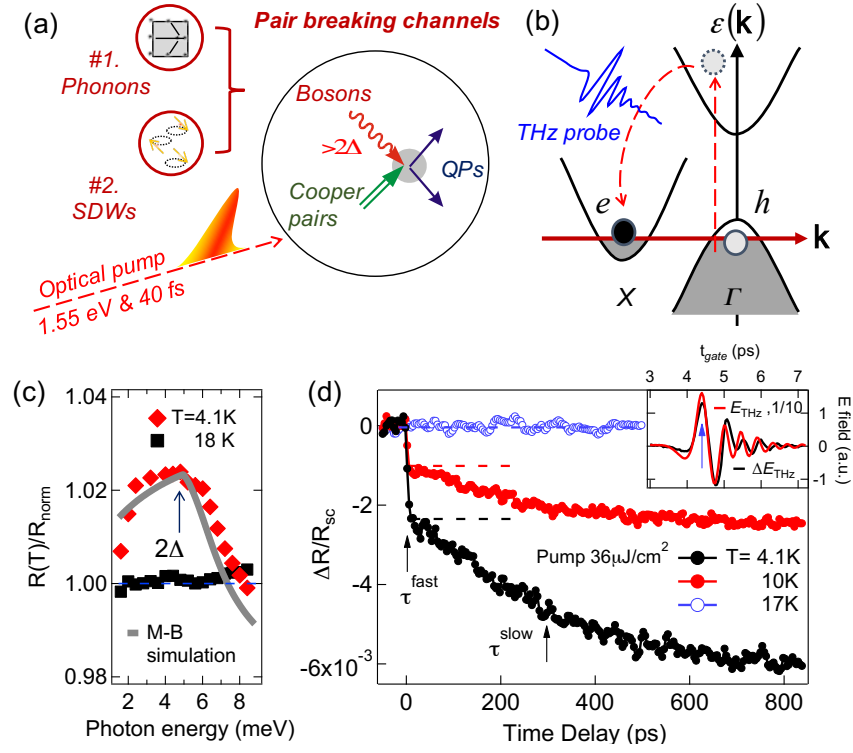 (a)
Pair breaking channels
#1.
Phonons
#2.
SDWs
Bosons
>2Δ
QPs
Cooper
pairs
Optical pump
1.55 eV & 40 fs
(b)
ε(k)
THz probe
e
h
k
X
Γ
(c)
R(T)/Rnorm
1.04
1.02
1.00
0.98
T=4.1K
18 K
2Δ
M-B
simulation
2
4
6
8
Photon energy (meV)
(d)
ΔR/Rsc
0
-2
-4
-6x10⁻³
τfast
τslow
Pump 36μJ/cm²
T= 4.1K
10K
17K
0
200
400
600
800
Time Delay (ps)
tgate (ps)
3
4
5
6
7
ETHz ,1/10
ΔETHz
1
0
-1
E field (a.u.)